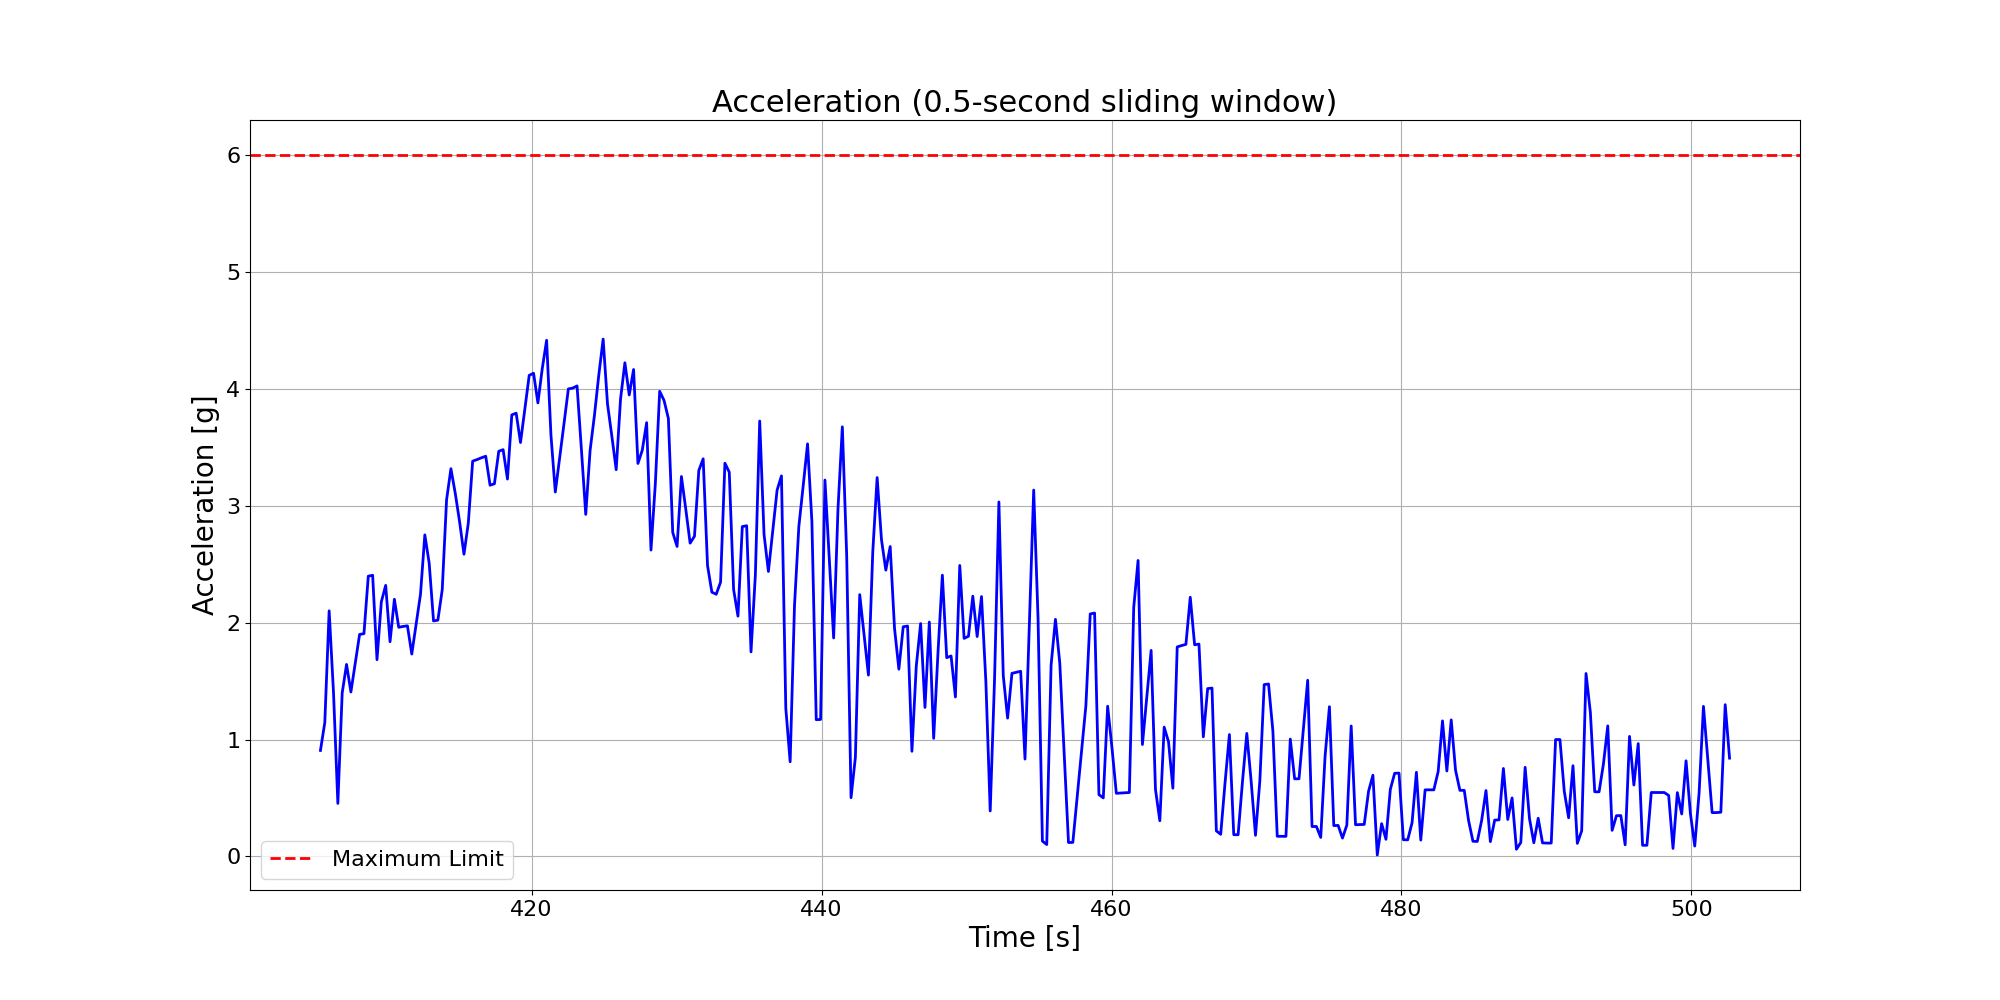 Acceleration (0.5-second sliding window)
Acceleration [g]
6
5
4
3
2
1
0
Maximum Limit
420 440 460 480 500
Time [s]